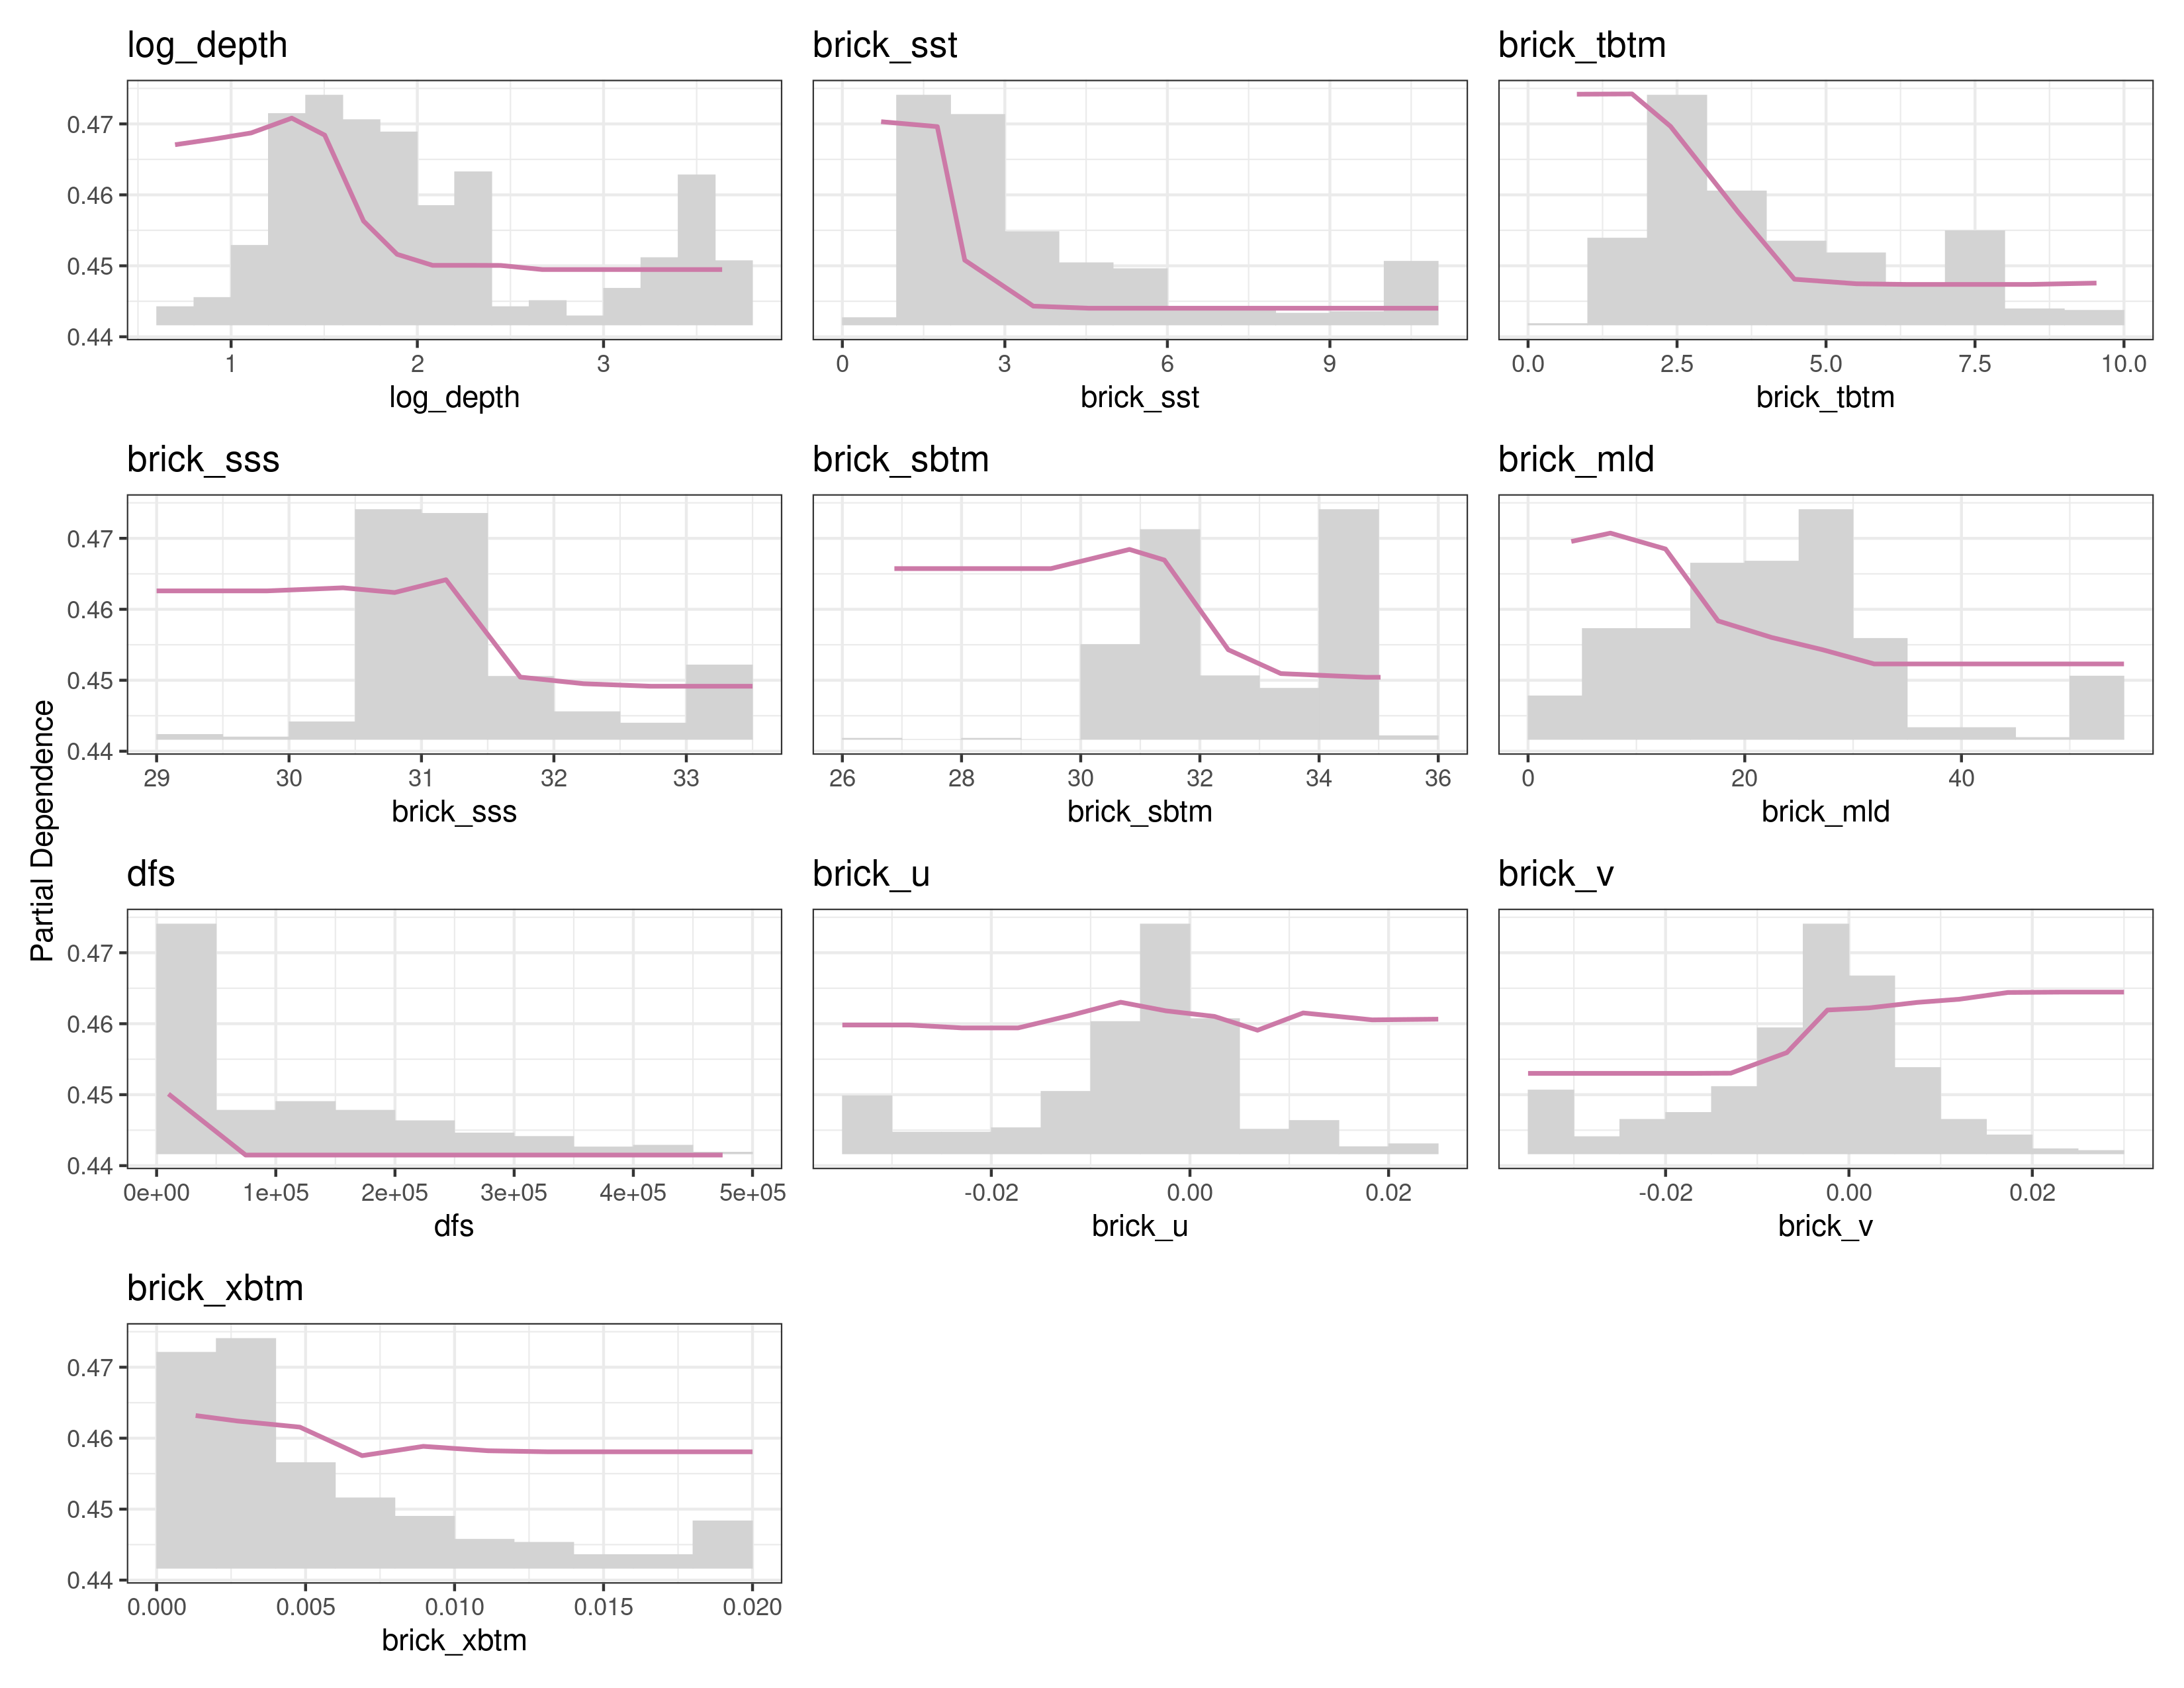 log_depth brick_sst brick_tbtm
0.47
0.46
0.45
0.44
1 2 3 0 3 6 9 0.0 2.5 5.0 7.5 10.0
log_depth brick_sst brick_tbtm
brick_sss brick_sbtm brick_mld
0.47
0.46
0.45
0.44
29 30 31 32 33 26 28 30 32 34 36 0 20 40
brick_sss brick_sbtm brick_mld
Partial Dependence
dfs brick_u brick_v
0.47
0.46
0.45
0.44
0e+00 1e+05 2e+05 3e+05 4e+05 5e+05 -0.02 0.00 0.02 -0.02 0.00 0.02
dfs brick_u brick_v
brick_xbtm
0.47
0.46
0.45
0.44
0.000 0.005 0.010 0.015 0.020
brick_xbtm